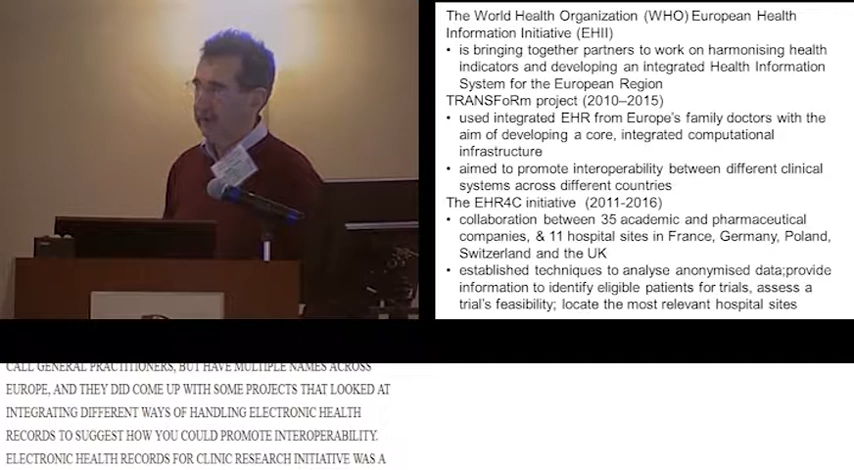 The World Health Organization (WHO) European Health
Information Initiative (EHII)
• is bringing together partners to work on harmonising health
indicators and developing an integrated Health Information
System for the European Region
TRANSFoRm project (2010–2015)
• used integrated EHR from Europe's family doctors with the
aim of developing a core, integrated computational
infrastructure
• aimed to promote interoperability between different clinical
systems across different countries
The EHR4C initiative (2011-2016)
• collaboration between 35 academic and pharmaceutical
companies, & 11 hospital sites in France, Germany, Poland,
Switzerland and the UK
• established techniques to analyse anonymised data;provide
information to identify eligible patients for trials, assess a
trial's feasibility; locate the most relevant hospital sites
CALL GENERAL PRACTITIONERS, BUT HAVE MULTIPLE NAMES ACROSS
EUROPE, AND THEY DID COME UP WITH SOME PROJECTS THAT LOOKED AT
INTEGRATING DIFFERENT WAYS OF HANDLING ELECTRONIC HEALTH
RECORDS TO SUGGEST HOW YOU COULD PROMOTE INTEROPERABILITY.
ELECTRONIC HEALTH RECORDS FOR CLINIC RESEARCH INITIATIVE WAS A